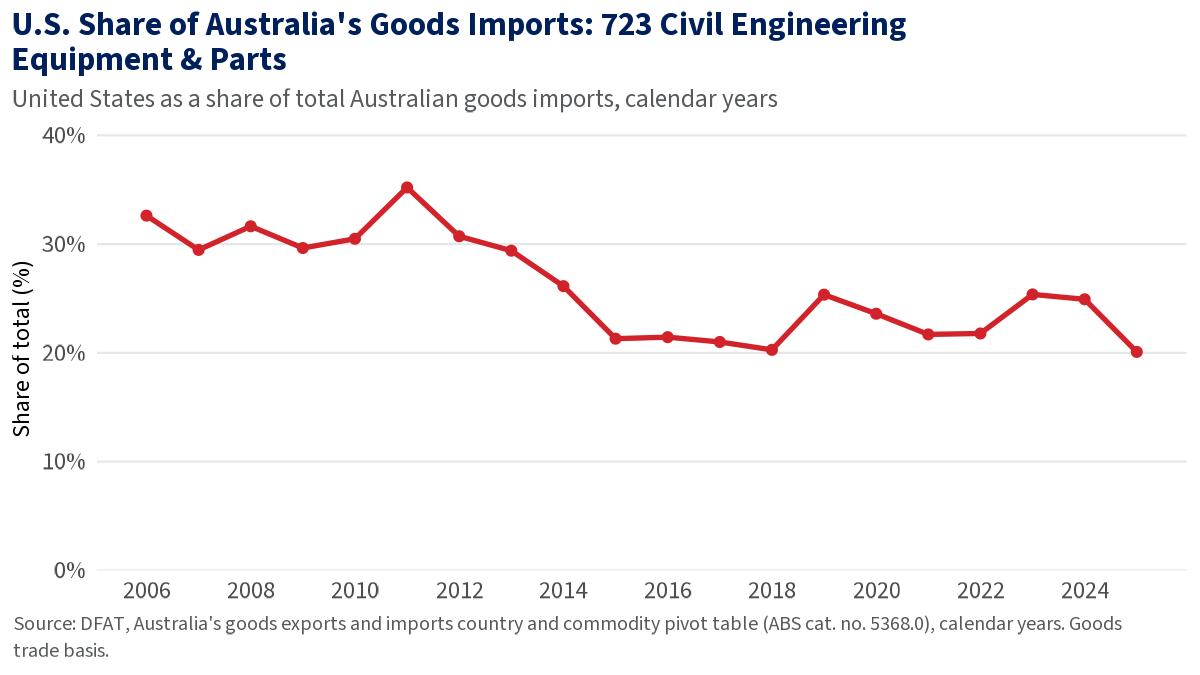 U.S. Share of Australia's Goods Imports: 723 Civil Engineering
Equipment & Parts
United States as a share of total Australian goods imports, calendar years
Share of total (%)
40%
30%
20%
10%
0%
2006 2008 2010 2012 2014 2016 2018 2020 2022 2024
Source: DFAT, Australia's goods exports and imports country and commodity pivot table (ABS cat. no. 5368.0), calendar years. Goods
trade basis.